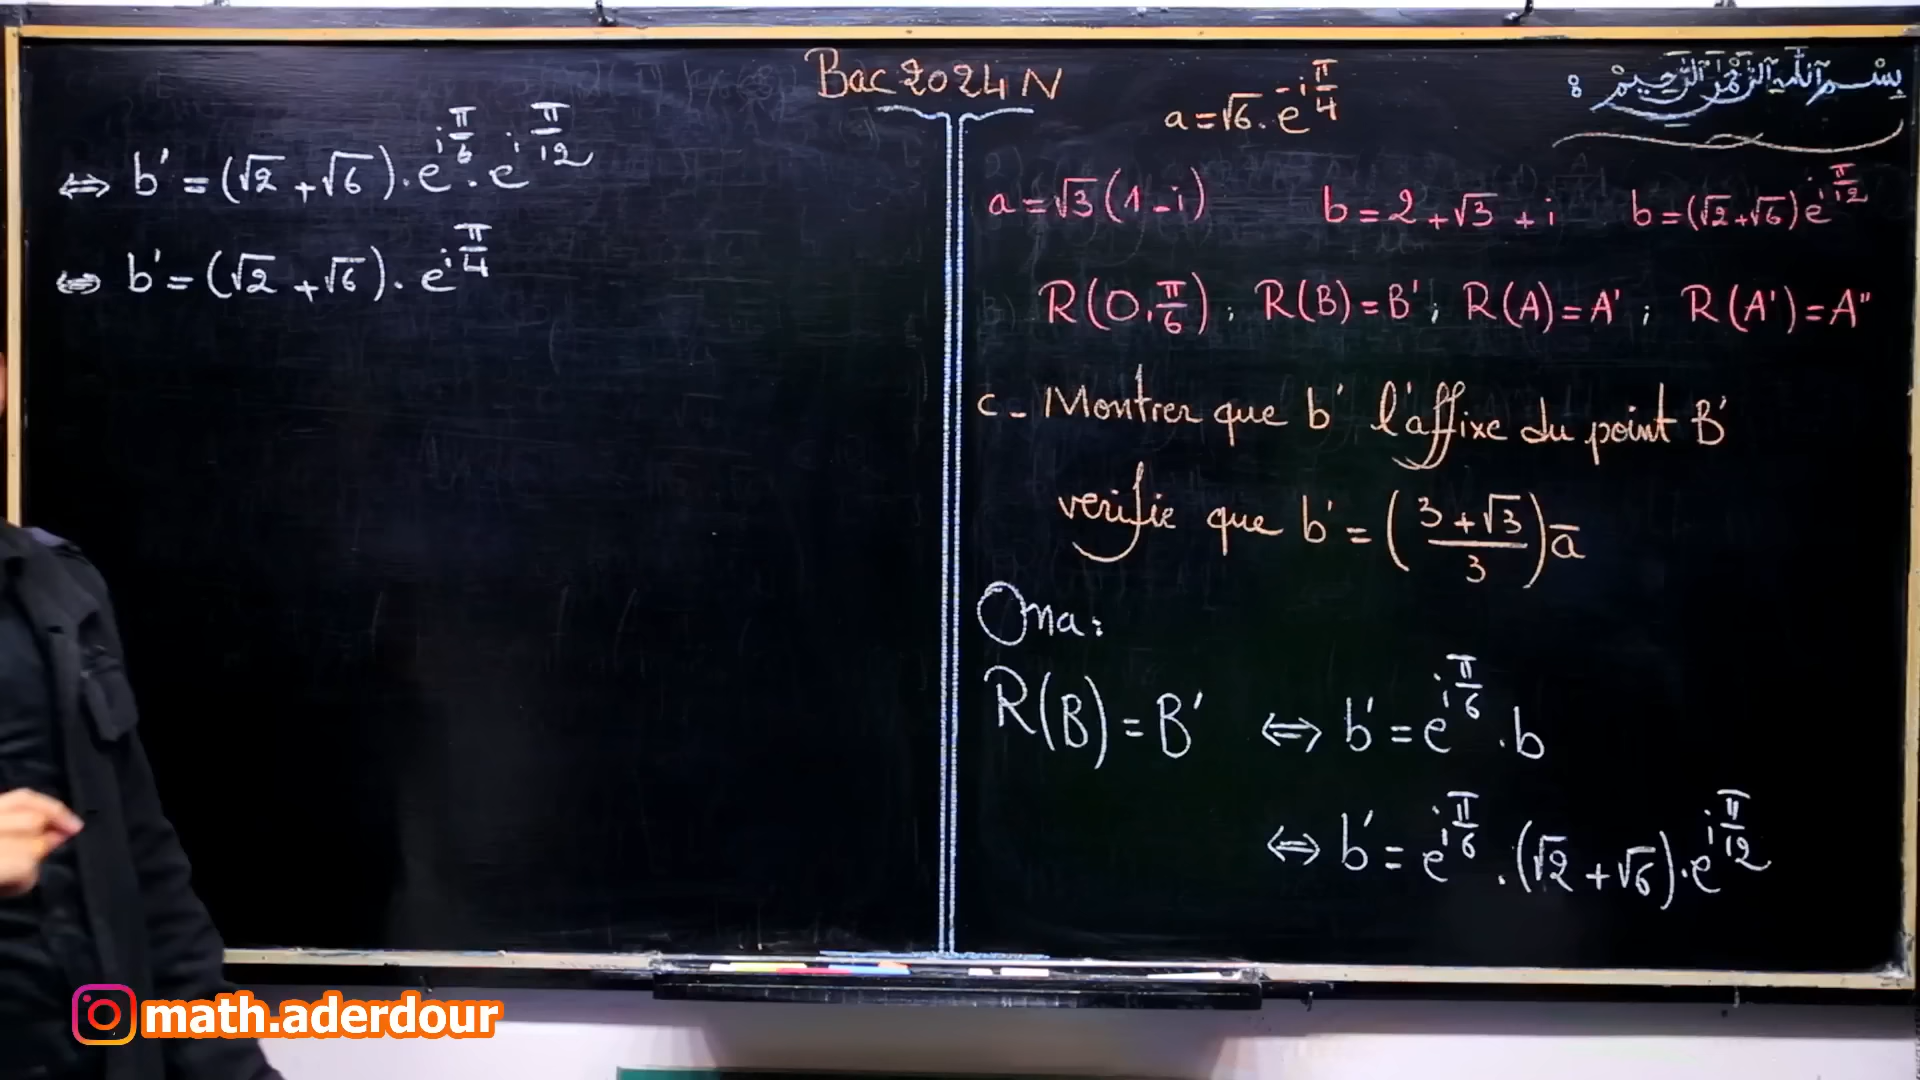 Bac 2024 N
بسم الله الرحمن الرحيم :
a = √6 . e^{-iπ/4}
a = √3 (1 - i)   b = 2 + √3 + i   b = (√2 + √6) e^{iπ/12}
R(O, π/6) ; R(B) = B' ; R(A) = A' ; R(A') = A"
c - Montrer que b' l'affixe du point B'
verifie que b' = ((3 + √3)/3) a̅
On a :
R(B) = B' ⇔ b' = e^{iπ/6} . b
⇔ b' = e^{iπ/6} . (√2 + √6) . e^{iπ/12}
⇔ b' = (√2 + √6) . e^{iπ/6} . e^{iπ/12}
⇔ b' = (√2 + √6) . e^{iπ/4}
math.aderdour